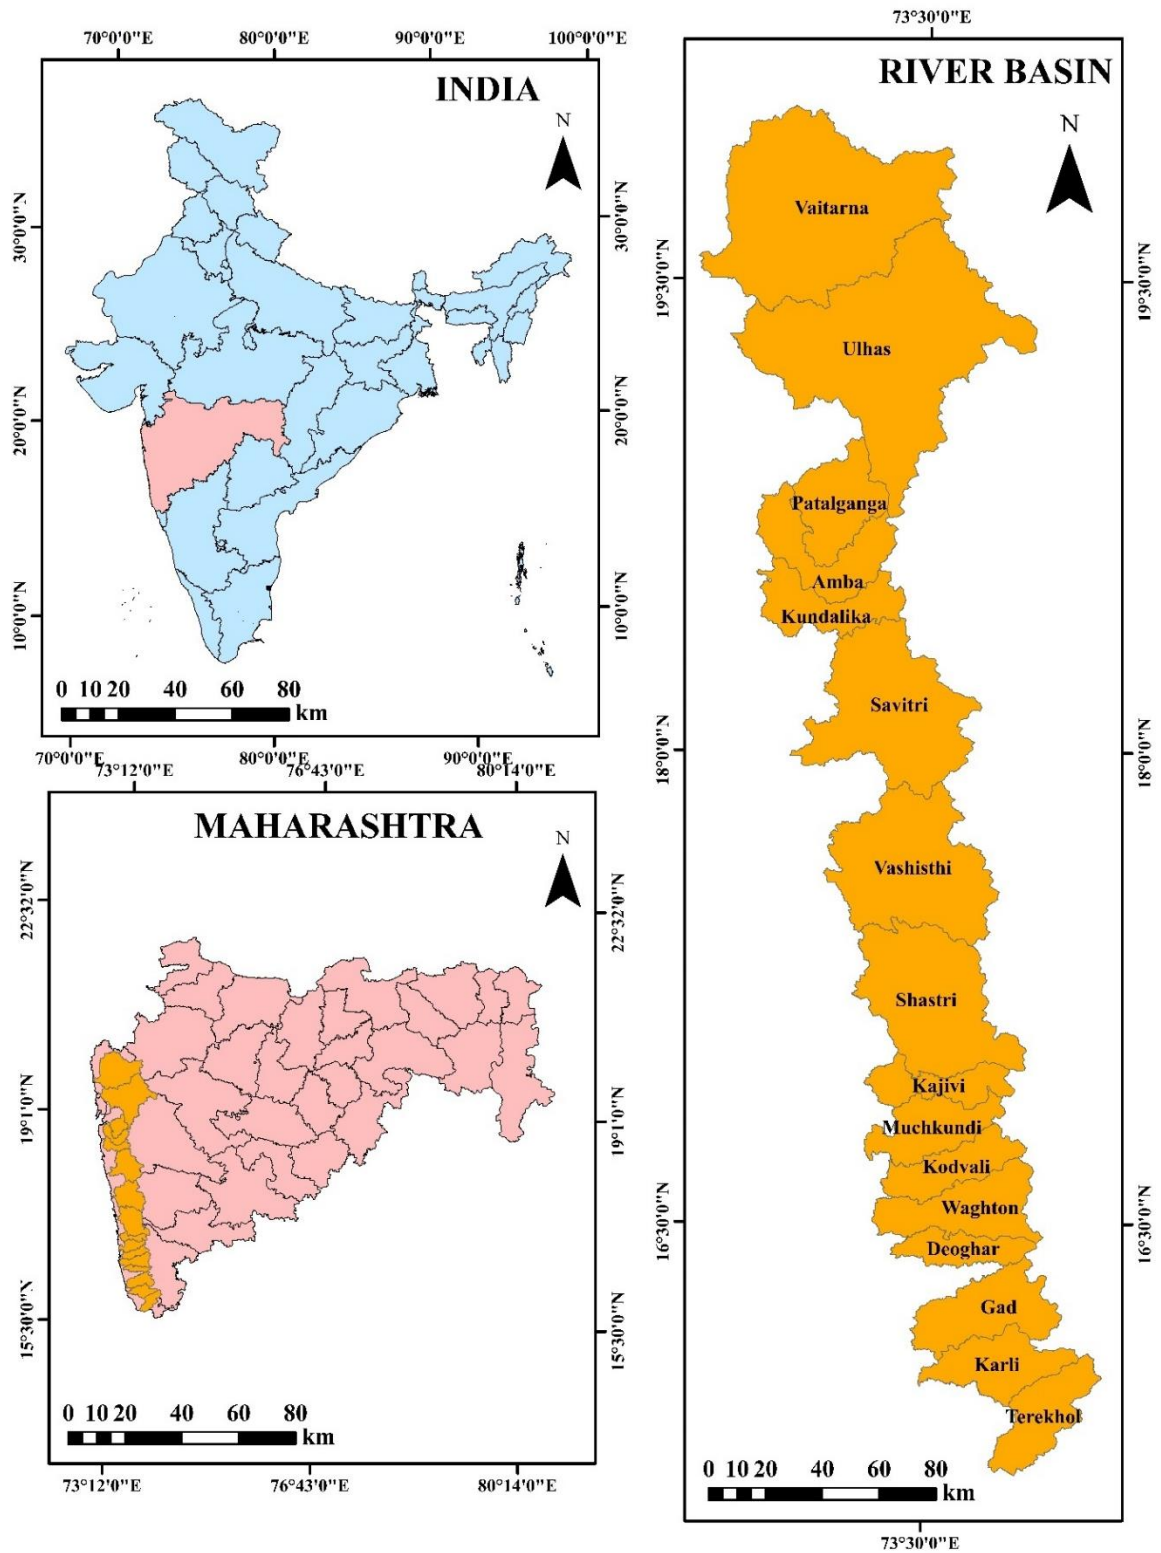 70°0'0"E 80°0'0"E 90°0'0"E 100°0'0"E
INDIA
N
30°0'0"N
30°0'0"N
20°0'0"N
20°0'0"N
10°0'0"N
10°0'0"N
0 10 20 40 60 80
km
70°0'0"E 80°0'0"E 90°0'0"E
73°12'0"E 76°43'0"E 80°14'0"E
MAHARASHTRA
N
22°32'0"N
22°32'0"N
19°1'0"N
19°1'0"N
15°30'0"N
15°30'0"N
0 10 20 40 60 80
km
73°12'0"E 76°43'0"E 80°14'0"E
73°30'0"E
RIVER BASIN
N
Vaitarna
19°30'0"N
19°30'0"N
Ulhas
Patalganga
Amba
Kundalika
Savitri
18°0'0"N
18°0'0"N
Vashisthi
Shastri
Kajivi
Muchkundi
Kodvali
Waghton
16°30'0"N
16°30'0"N
Deoghar
Gad
Karli
Terekhol
0 10 20 40 60 80
km
73°30'0"E